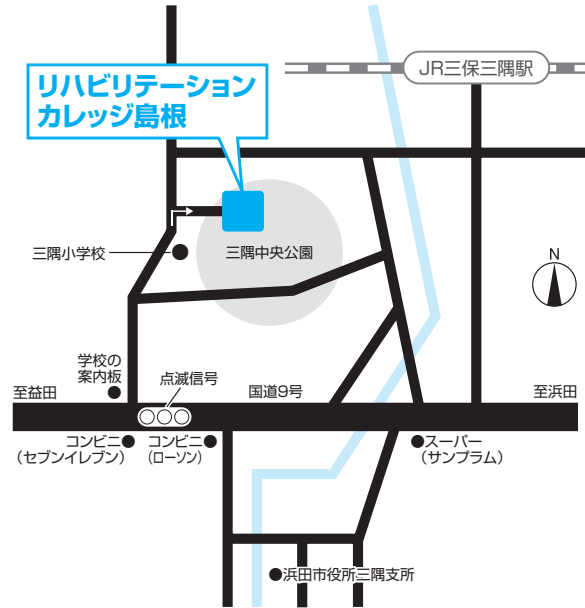 JR三保三隅駅
リハビリテーション
カレッジ島根
三隅小学校
三隅中央公園
N
学校の
案内板
至益田
点滅信号
国道9号
至浜田
コンビニ
（セブンイレブン）
コンビニ
（ローソン）
スーパー
（サンプラム）
浜田市役所三隅支所